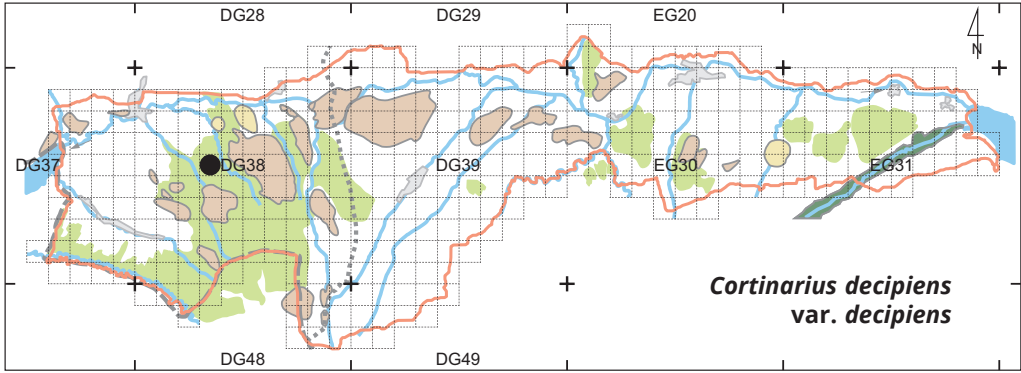 DG28 DG29 EG20
N
DG37 DG38 DG39 EG30 EG31
Cortinarius decipiens
var. decipiens
DG48 DG49